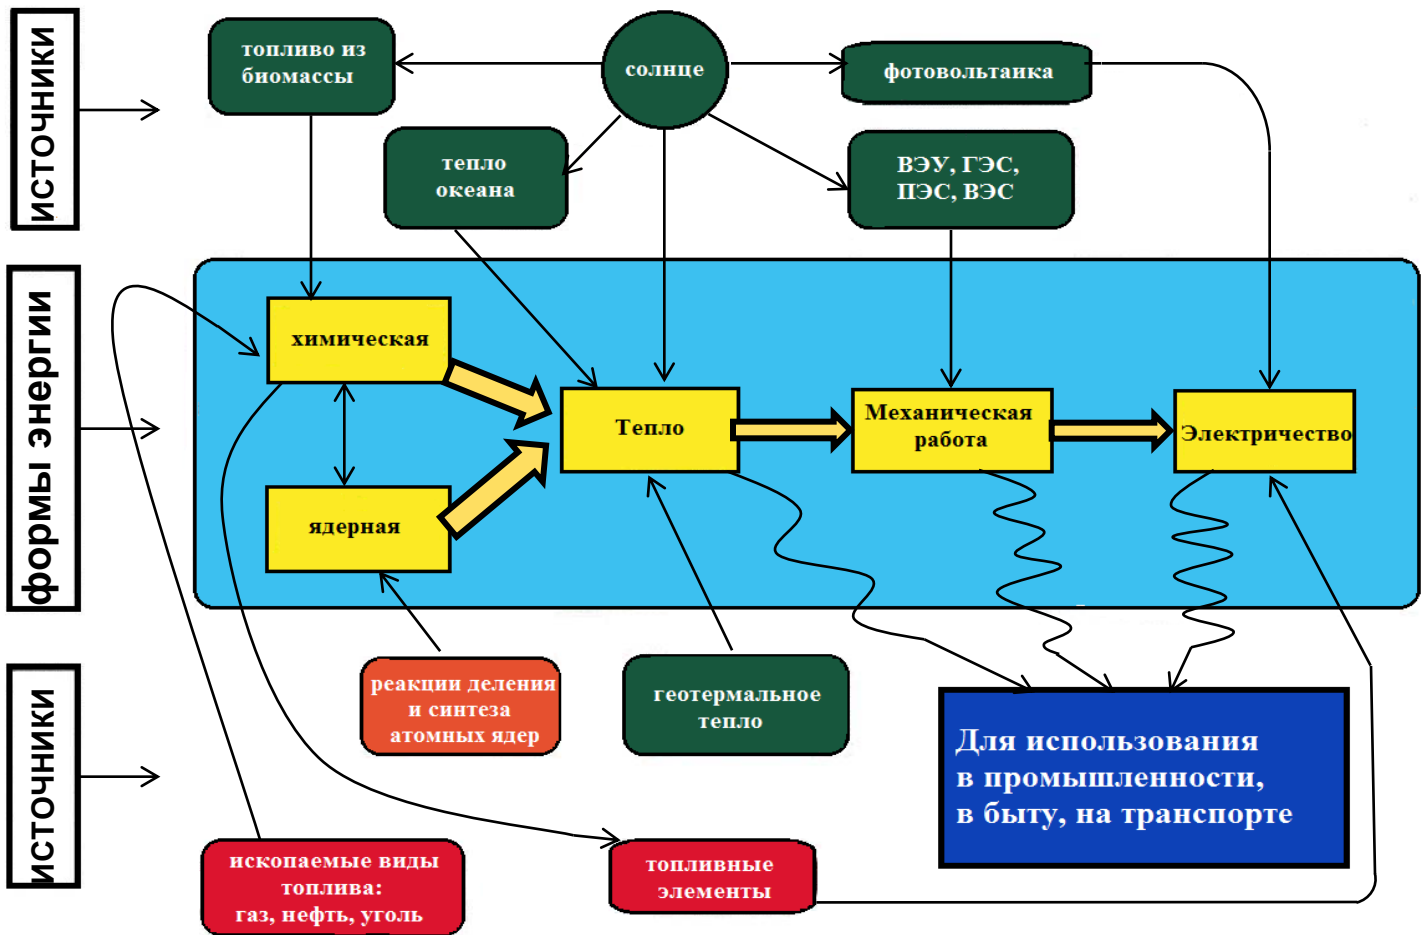 ИСТОЧНИКИ
топливо из
биомассы
солнце
фотовольтаика
тепло
океана
ВЭУ, ГЭС,
ПЭС, ВЭС
формы энергии
химическая
Тепло
Механическая
работа
Электричество
ядерная
ИСТОЧНИКИ
реакции деления
и синтеза
атомных ядер
геотермальное
тепло
Для использования
в промышленности,
в быту, на транспорте
ископаемые виды
топлива:
газ, нефть, уголь
топливные
элементы